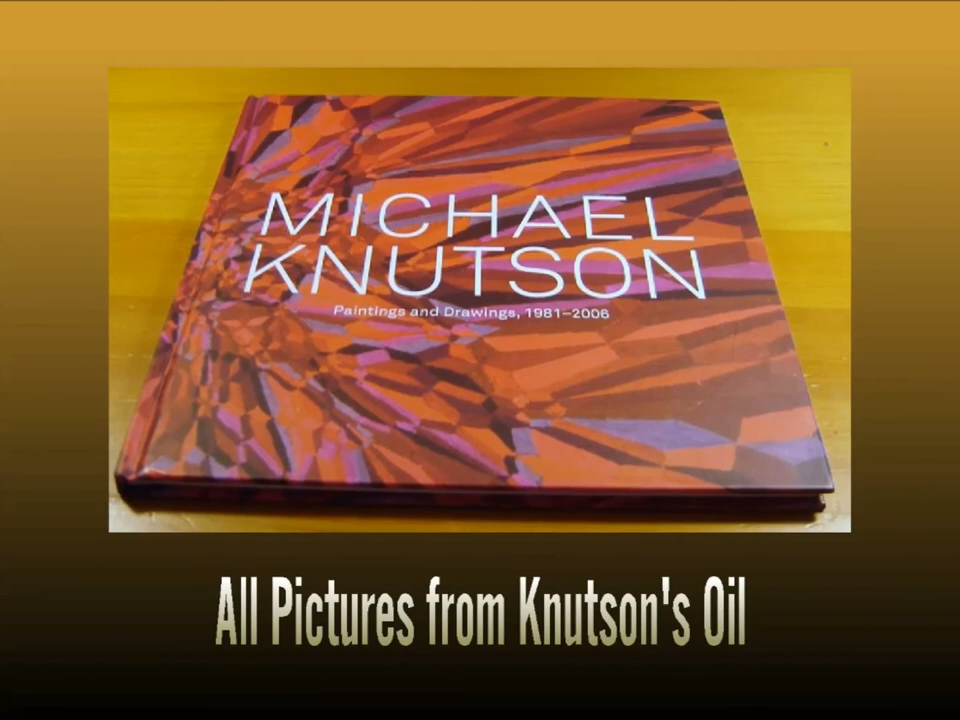 MICHAEL
KNUTSON
Paintings and Drawings, 1981–2006
All Pictures from Knutson's Oil